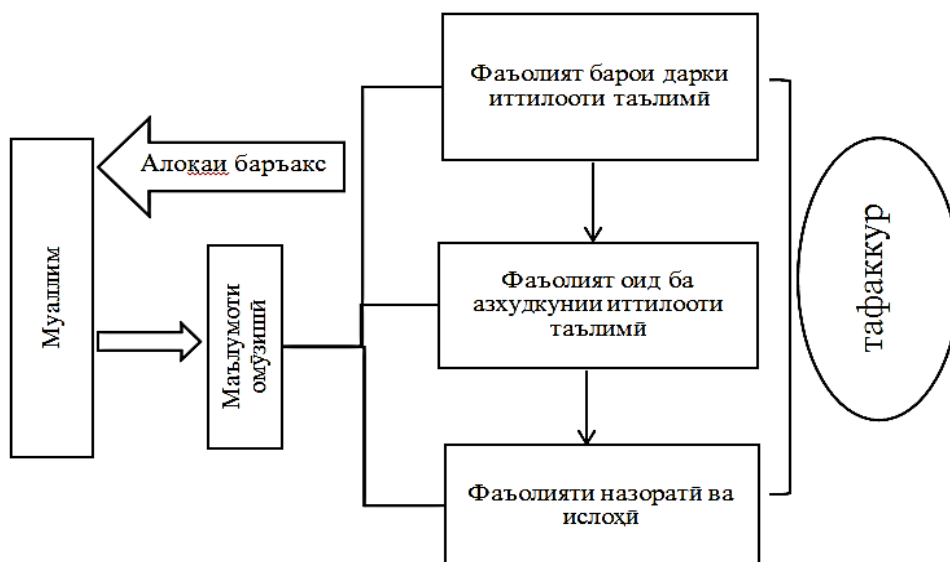 Муаллим
Алоқаи баръакс
Маълумоти
омӯзишӣ
Фаъолият барои дарки
иттилооти таълимӣ
Фаъолият оид ба
азхудкунии иттилооти
таълимӣ
Фаъолияти назоратӣ ва
ислоҳӣ
тафаккур